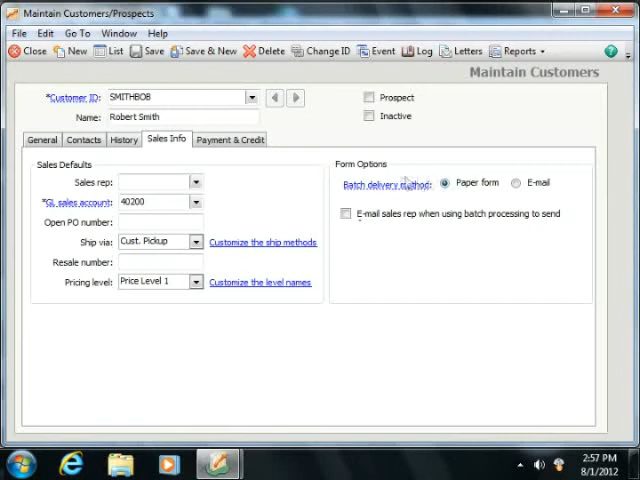 Maintain Customers/Prospects
File Edit Go To Window Help
Close New List Save Save & New Delete Change ID Event Log Letters Reports
Maintain Customers
*Customer ID: SMITHBOB
Name: Robert Smith
Prospect
Inactive
General Contacts History Sales Info Payment & Credit
Sales Defaults
Sales rep:
*GL sales account: 40200
Open PO number:
Ship via: Cust. Pickup Customize the ship methods
Resale number:
Pricing level: Price Level 1 Customize the level names
Form Options
Batch delivery method: Paper form E-mail
E-mail sales rep when using batch processing to send
2:57 PM
8/1/2012